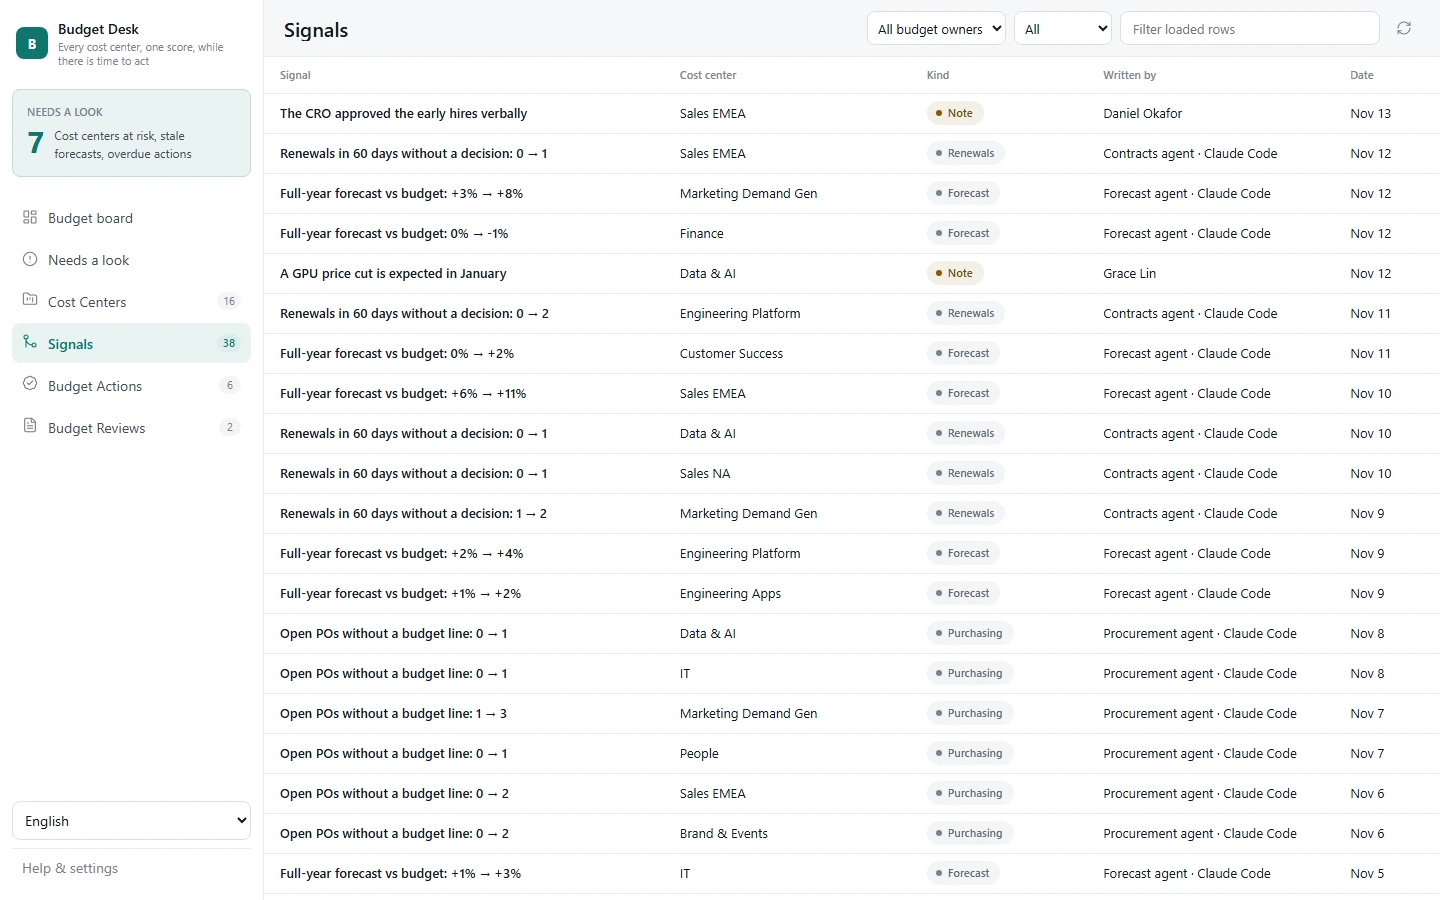 B
Budget Desk
Every cost center, one score, while
there is time to act
NEEDS A LOOK
7
Cost centers at risk, stale
forecasts, overdue actions
Budget board
Needs a look
Cost Centers 16
Signals 38
Budget Actions 6
Budget Reviews 2
English
Help & settings
Signals
All budget owners
All
Filter loaded rows
Signal Cost center Kind Written by Date
The CRO approved the early hires verbally Sales EMEA Note Daniel Okafor Nov 13
Renewals in 60 days without a decision: 0 → 1 Sales EMEA Renewals Contracts agent · Claude Code Nov 12
Full-year forecast vs budget: +3% → +8% Marketing Demand Gen Forecast Forecast agent · Claude Code Nov 12
Full-year forecast vs budget: 0% → -1% Finance Forecast Forecast agent · Claude Code Nov 12
A GPU price cut is expected in January Data & AI Note Grace Lin Nov 12
Renewals in 60 days without a decision: 0 → 2 Engineering Platform Renewals Contracts agent · Claude Code Nov 11
Full-year forecast vs budget: 0% → +2% Customer Success Forecast Forecast agent · Claude Code Nov 11
Full-year forecast vs budget: +6% → +11% Sales EMEA Forecast Forecast agent · Claude Code Nov 10
Renewals in 60 days without a decision: 0 → 1 Data & AI Renewals Contracts agent · Claude Code Nov 10
Renewals in 60 days without a decision: 0 → 1 Sales NA Renewals Contracts agent · Claude Code Nov 10
Renewals in 60 days without a decision: 1 → 2 Marketing Demand Gen Renewals Contracts agent · Claude Code Nov 9
Full-year forecast vs budget: +2% → +4% Engineering Platform Forecast Forecast agent · Claude Code Nov 9
Full-year forecast vs budget: +1% → +2% Engineering Apps Forecast Forecast agent · Claude Code Nov 9
Open POs without a budget line: 0 → 1 Data & AI Purchasing Procurement agent · Claude Code Nov 8
Open POs without a budget line: 0 → 1 IT Purchasing Procurement agent · Claude Code Nov 8
Open POs without a budget line: 1 → 3 Marketing Demand Gen Purchasing Procurement agent · Claude Code Nov 7
Open POs without a budget line: 0 → 1 People Purchasing Procurement agent · Claude Code Nov 7
Open POs without a budget line: 0 → 2 Sales EMEA Purchasing Procurement agent · Claude Code Nov 6
Open POs without a budget line: 0 → 2 Brand & Events Purchasing Procurement agent · Claude Code Nov 6
Full-year forecast vs budget: +1% → +3% IT Forecast Forecast agent · Claude Code Nov 5